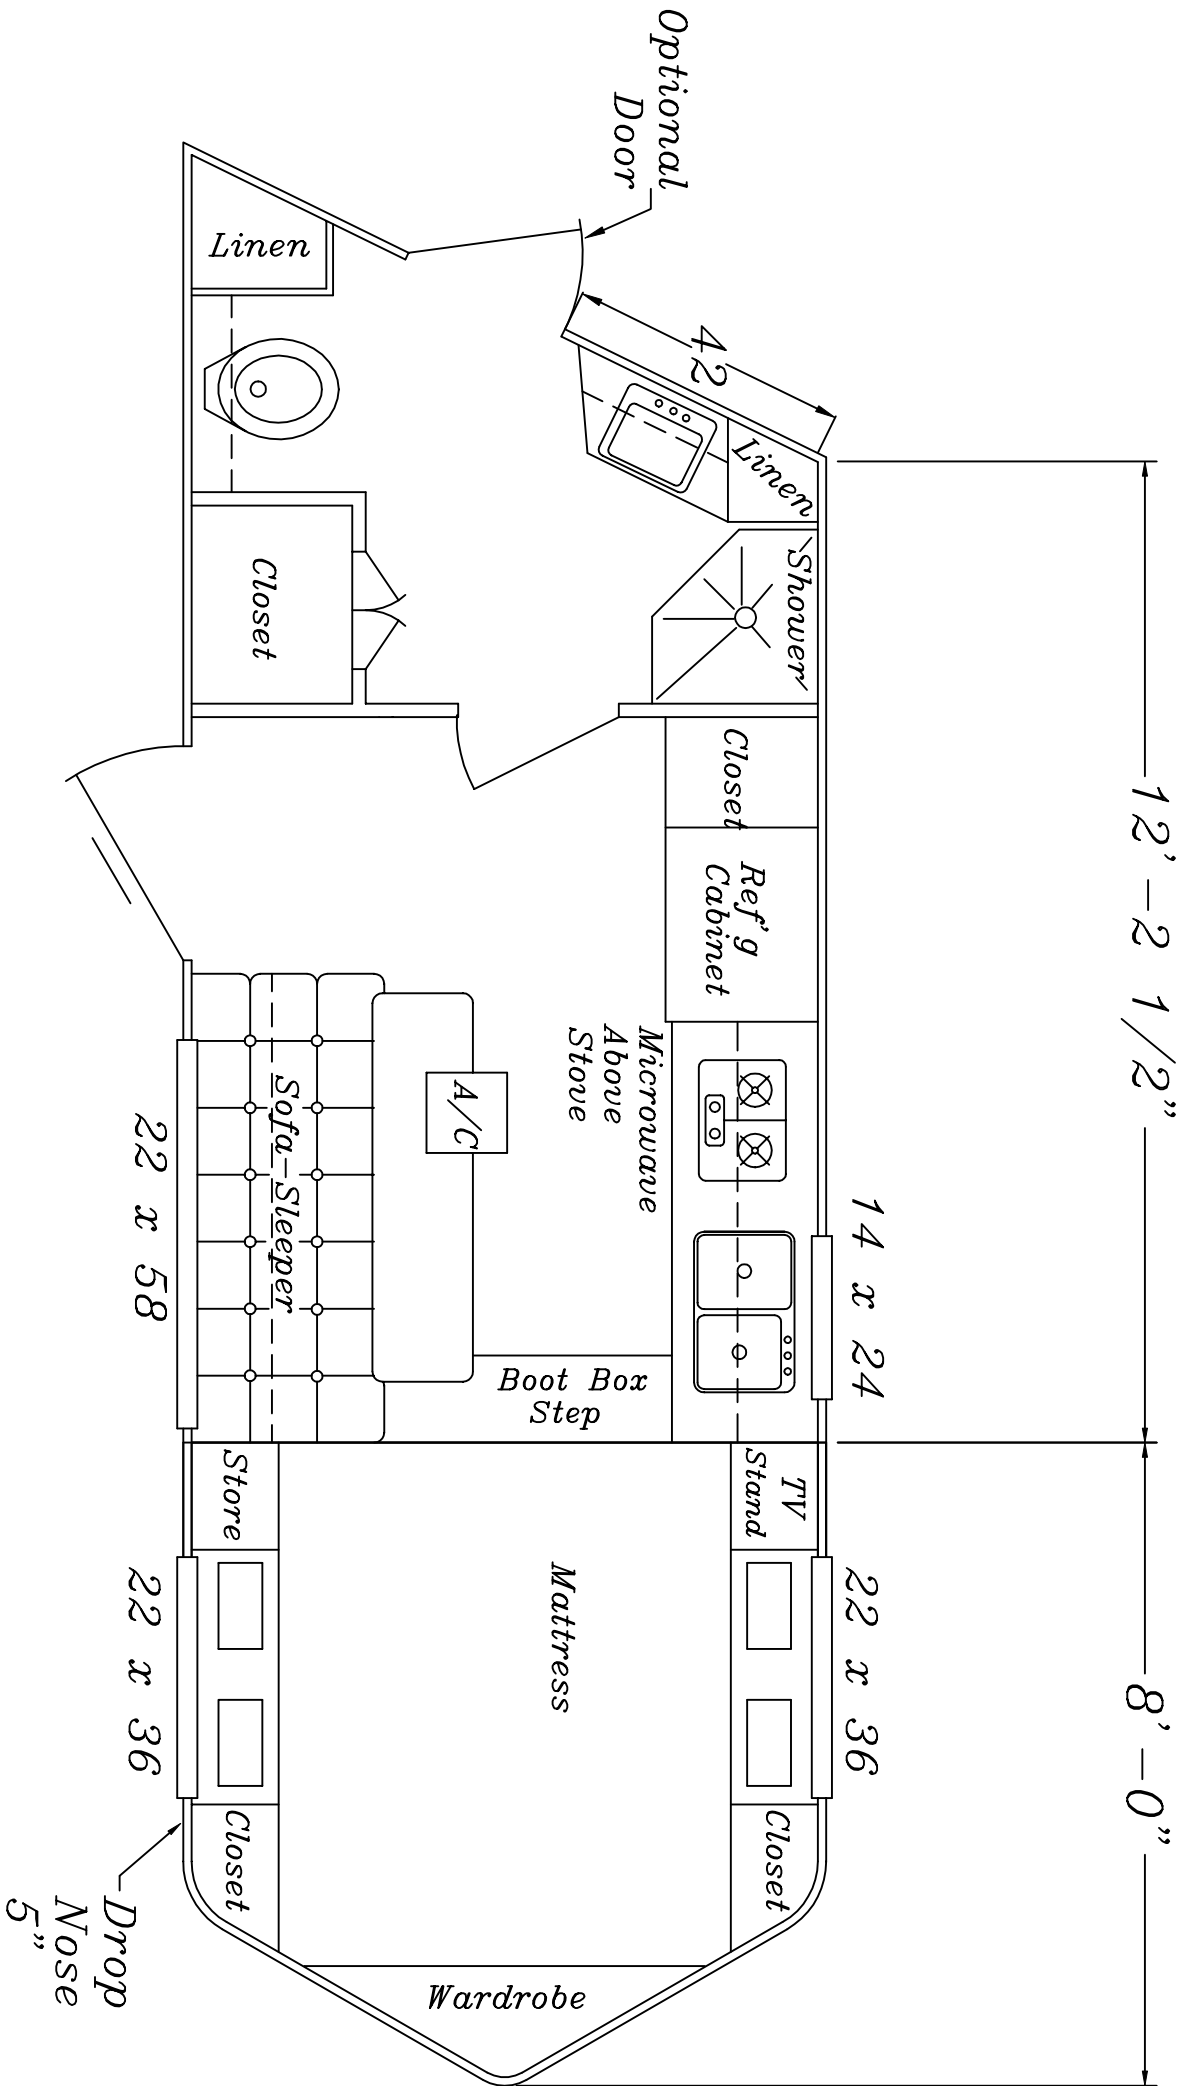 Optional
Door
Linen
42
Linen
Shower
Closet
12'-2 1/2"
Closet
Ref'g
Cabinet
Microwave
Above
Stove
A/C
Sofa-Sleeper
22 x 58
14 x 24
Boot Box
Step
8'-0"
Store
TV
Stand
Mattress
22 x 36
22 x 36
Closet
Closet
Wardrobe
Drop
Nose
5"